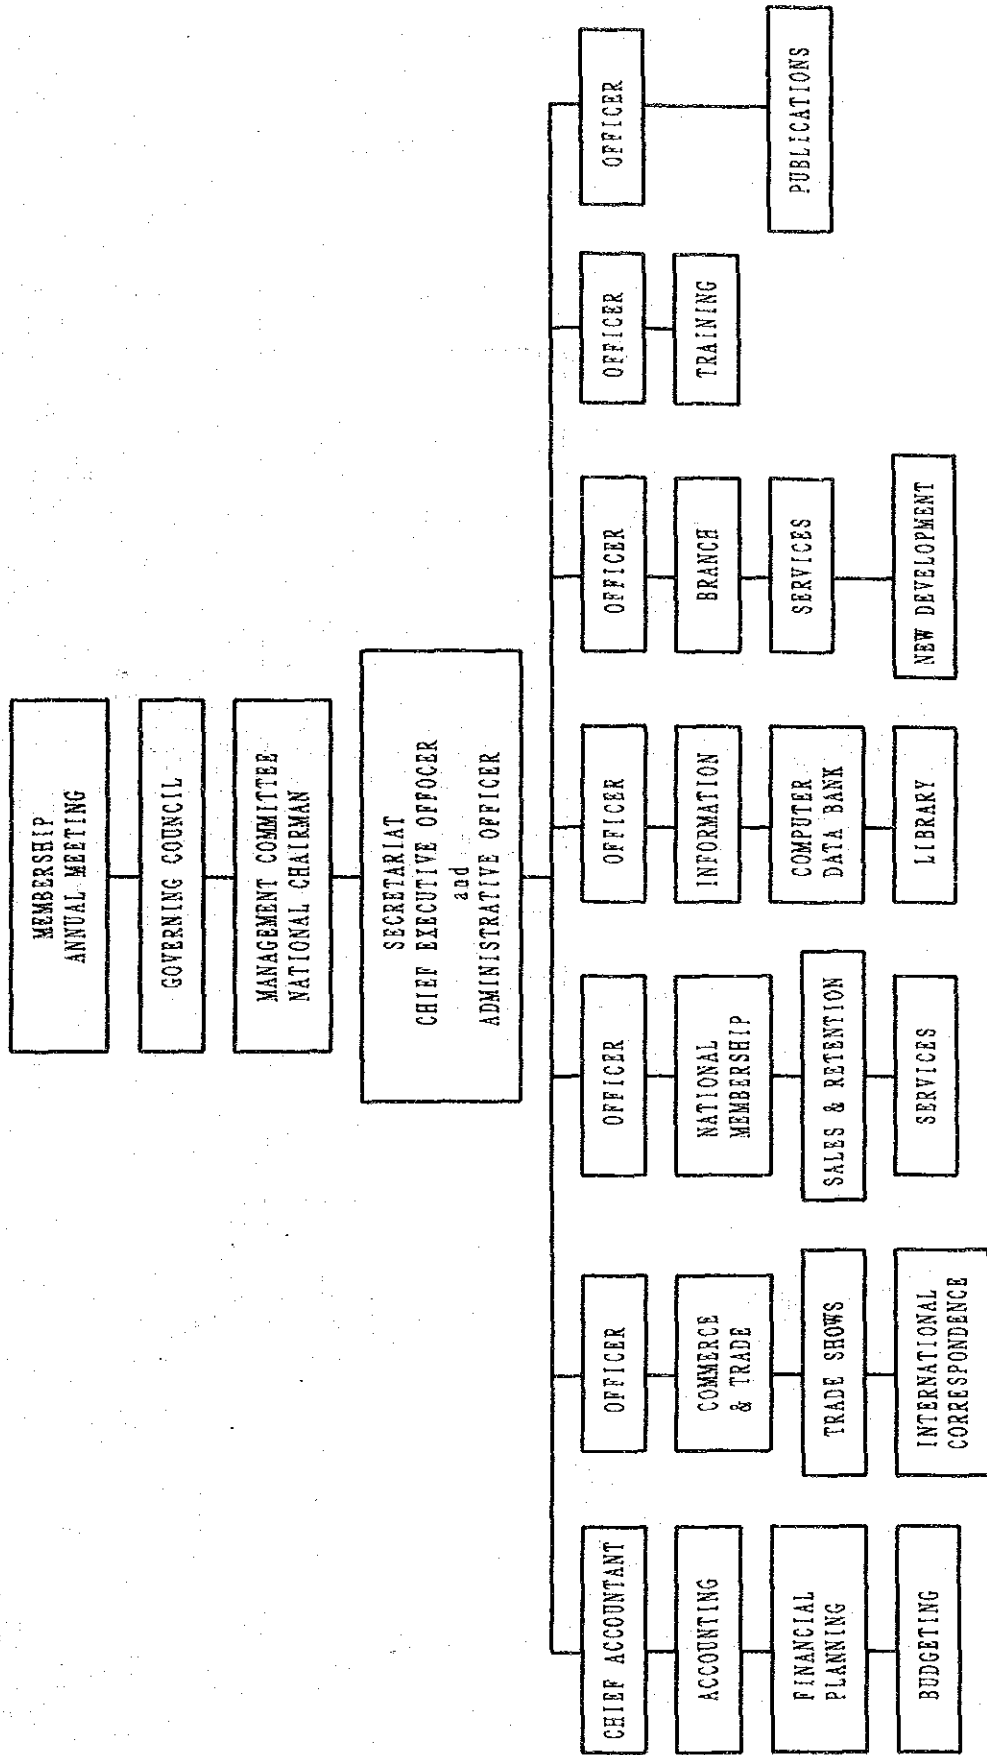 MEMBERSHIP
ANNUAL MEETING
GOVERNING COUNCIL
MANAGEMENT COMMITTEE
NATIONAL CHAIRMAN
SECRETARIAT
CHIEF EXECUTIVE OFFOCER
and
ADMINISTRATIVE OFFICER
CHIEF ACCOUNTANT
ACCOUNTING
FINANCIAL
PLANNING
BUDGETING
OFFICER
COMMERCE
& TRADE
TRADE SHOWS
INTERNATIONAL
CORRESPONDENCE
OFFICER
NATIONAL
MEMBERSHIP
SALES & RETENTION
SERVICES
OFFICER
INFORMATION
COMPUTER
DATA BANK
LIBRARY
OFFICER
BRANCH
SERVICES
NEW DEVELOPMENT
OFFICER
TRAINING
OFFICER
PUBLICATIONS